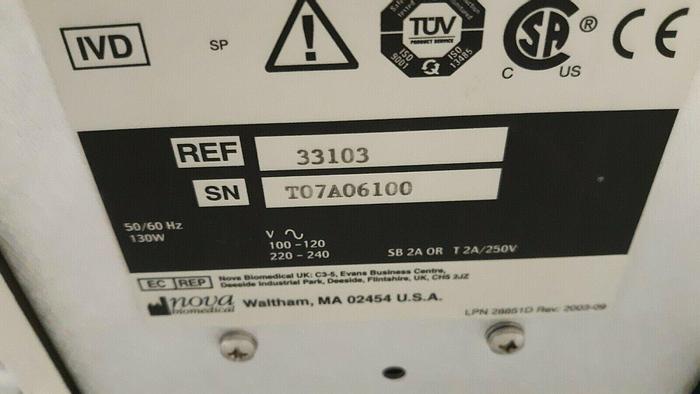 IVD
SP
TÜV
PRODUCT SERVICE
ISO 9001
ISO 13485
SA
®
C US
CE
REF 33103
SN T07A06100
50/60 Hz
130W
V
100-120
220-240
SB 2A OR T 2A/250V
EC REP Nova Biomedical UK: C3-5, Evans Business Centre,
Deeside Industrial Park, Deeside, Flintshire, UK, CH5 2JZ
nova biomedical Waltham, MA 02454 U.S.A.
LPN 28851D Rev. 2003-09